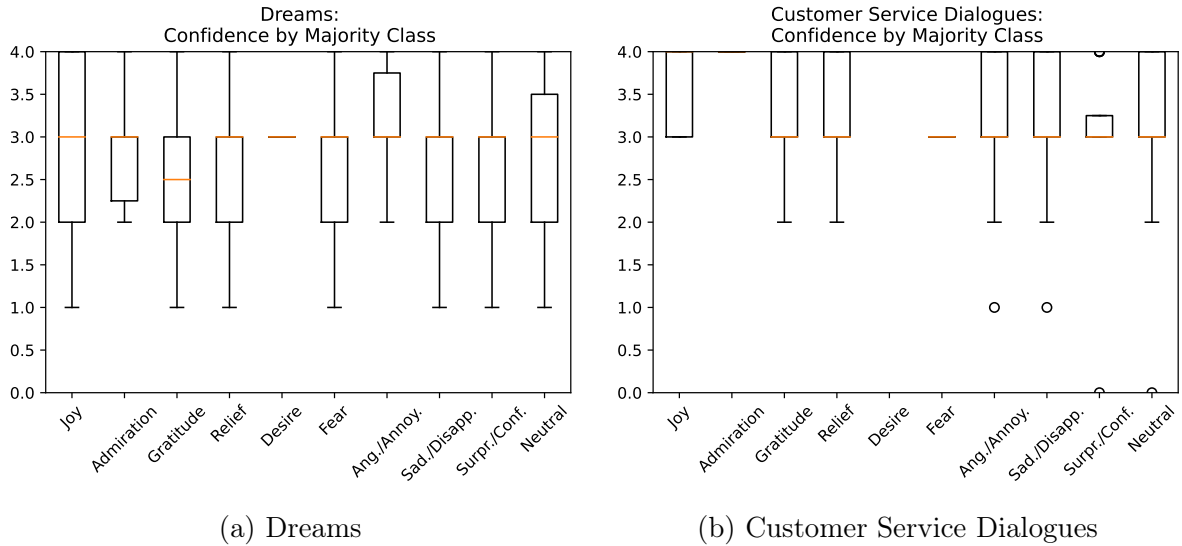 Dreams:
Confidence by Majority Class
4.0
3.5
3.0
2.5
2.0
1.5
1.0
0.5
0.0
Joy
Admiration
Gratitude
Relief
Desire
Fear
Ang./Annoy.
Sad./Disapp.
Surpr./Conf.
Neutral
(a) Dreams
Customer Service Dialogues:
Confidence by Majority Class
4.0
3.5
3.0
2.5
2.0
1.5
1.0
0.5
0.0
Joy
Admiration
Gratitude
Relief
Desire
Fear
Ang./Annoy.
Sad./Disapp.
Surpr./Conf.
Neutral
(b) Customer Service Dialogues